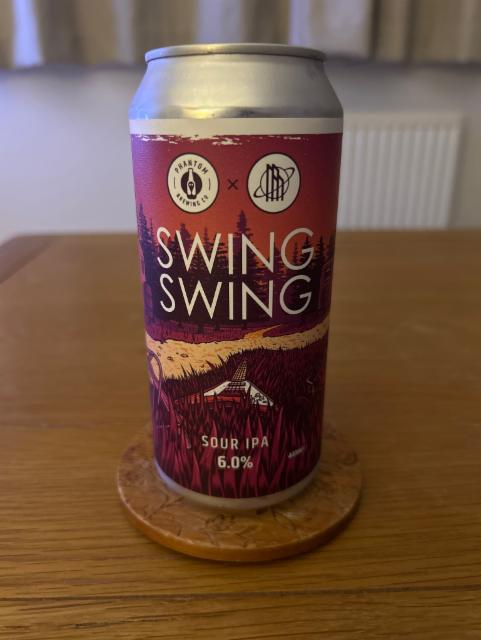 PHANTOM
BREWING CO
X
SWING
SWING
SOUR IPA
6.0%